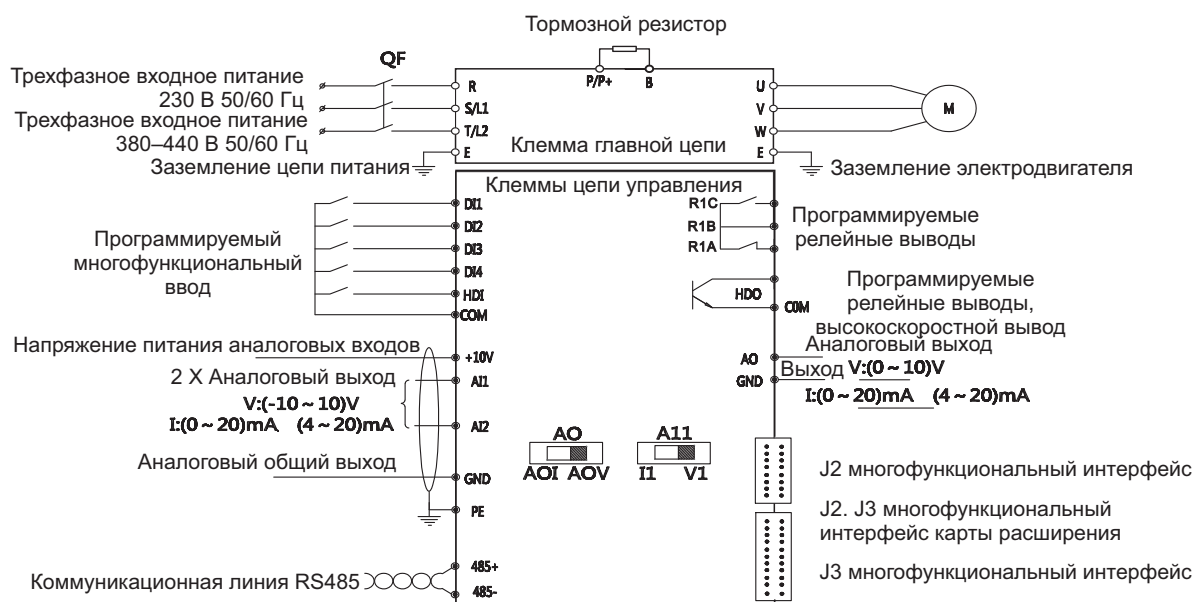 Тормозной резистор
QF
P/P+
B
Трехфазное входное питание
230 В 50/60 Гц
Трехфазное входное питание
380–440 В 50/60 Гц
Заземление цепи питания
R
S/L1
T/L2
E
Клемма главной цепи
U
V
W
E
M
Заземление электродвигателя
Клеммы цепи управления
Программируемый
многофункциональный
ввод
DI1
DI2
DI3
DI4
HDI
COM
R1C
R1B
R1A
Программируемые
релейные выводы
HDO
COM
Программируемые
релейные выводы,
высокоскоростной вывод
Напряжение питания аналоговых входов
+10V
2 X Аналоговый выход
V:(-10 ~ 10)V
I:(0 ~ 20)mA (4 ~ 20)mA
AI1
AI2
Аналоговый общий выход
GND
PE
AO
GND
Аналоговый выход
Выход V:(0 ~ 10)V
I:(0 ~ 20)mA (4 ~ 20)mA
AO
AOI AOV
A11
I1 V1
J2 многофункциональный интерфейс
J2. J3 многофункциональный
интерфейс карты расширения
J3 многофункциональный интерфейс
Коммуникационная линия RS485
485+
485-